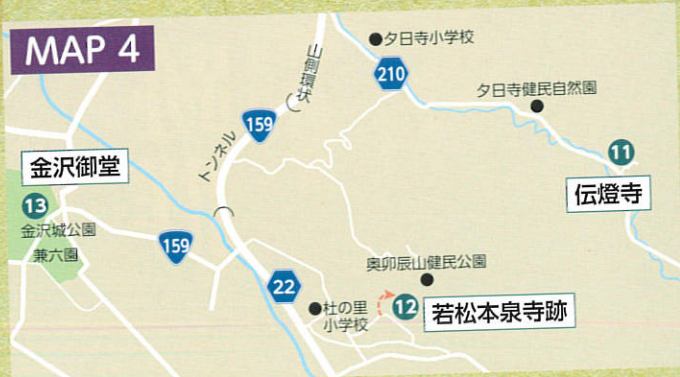 MAP 4
夕日寺小学校
210
山側環状
夕日寺健民自然園
159
トンネル
11
伝燈寺
金沢御堂
13
金沢城公園
兼六園
159
奥卯辰山健民公園
22
杜の里
小学校
12
若松本泉寺跡